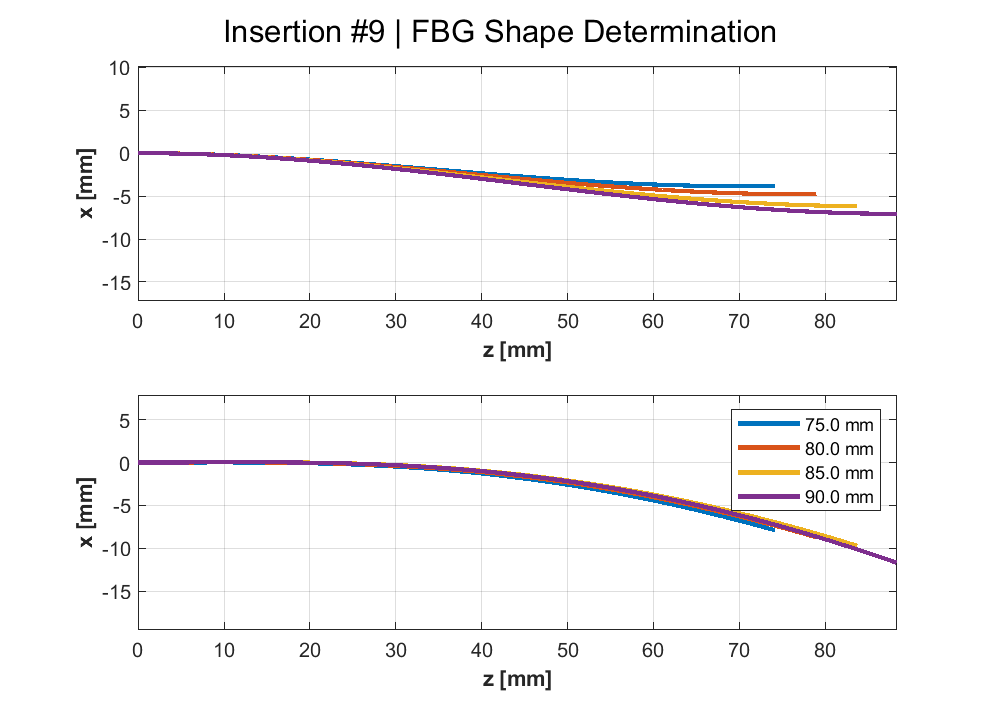 Insertion #9 | FBG Shape Determination
10
5
0
-5
-10
-15
x [mm]
0 10 20 30 40 50 60 70 80
z [mm]
5
0
-5
-10
-15
x [mm]
75.0 mm
80.0 mm
85.0 mm
90.0 mm
0 10 20 30 40 50 60 70 80
z [mm]